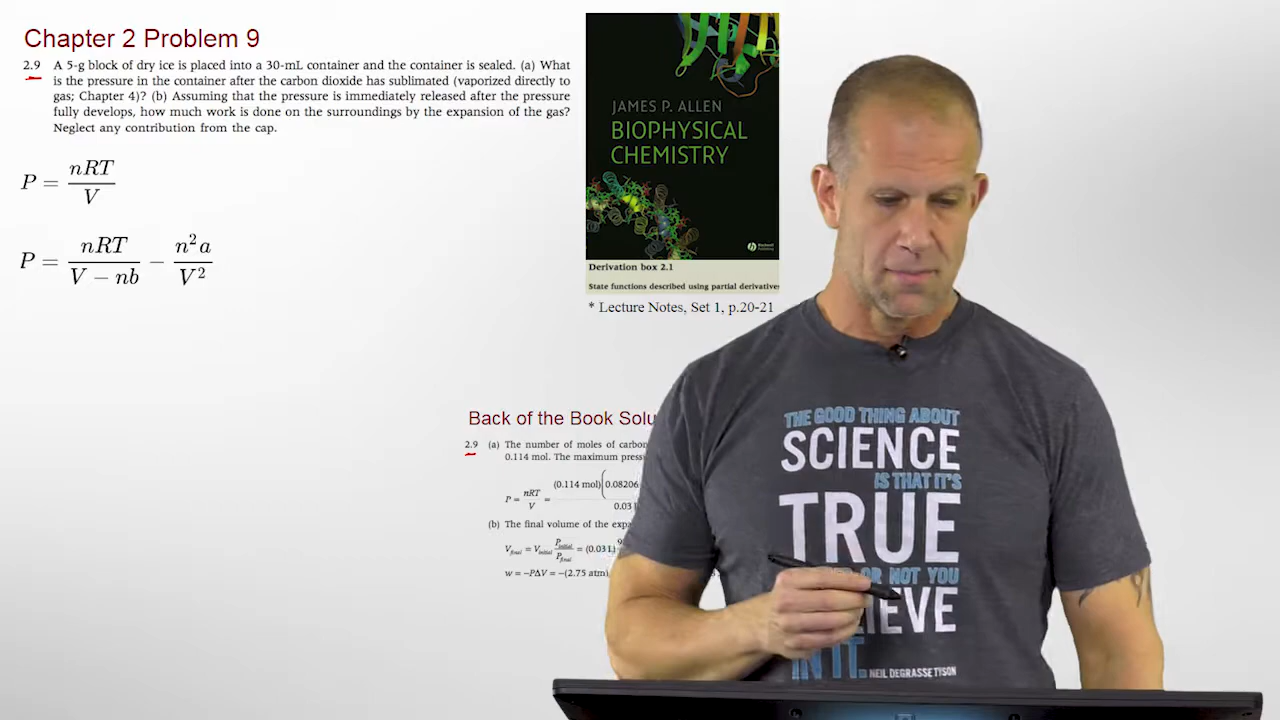 Chapter 2 Problem 9
2.9 A 5-g block of dry ice is placed into a 30-mL container and the container is sealed. (a) What
is the pressure in the container after the carbon dioxide has sublimated (vaporized directly to
gas; Chapter 4)? (b) Assuming that the pressure is immediately released after the pressure
fully develops, how much work is done on the surroundings by the expansion of the gas?
Neglect any contribution from the cap.
P = nRT / V
P = nRT / (V − nb) − n²a / V²
JAMES P. ALLEN
BIOPHYSICAL
CHEMISTRY
Blackwell
Publishing
Derivation box 2.1
State functions described using partial derivatives
* Lecture Notes, Set 1, p.20-21
Back of the Book Solu
2.9 (a) The number of moles of carbon
0.114 mol. The maximum press
P = nRT / V = (0.114 mol)(0.08206
0.03
(b) The final volume of the expa
V final = V initial P initial / P final = (0.031
w = −PΔV = −(2.75 atm)
THE GOOD THING ABOUT
SCIENCE
IS THAT IT'S
TRUE
OR NOT YOU
IEVE
IN IT. NEIL DEGRASSE TYSON